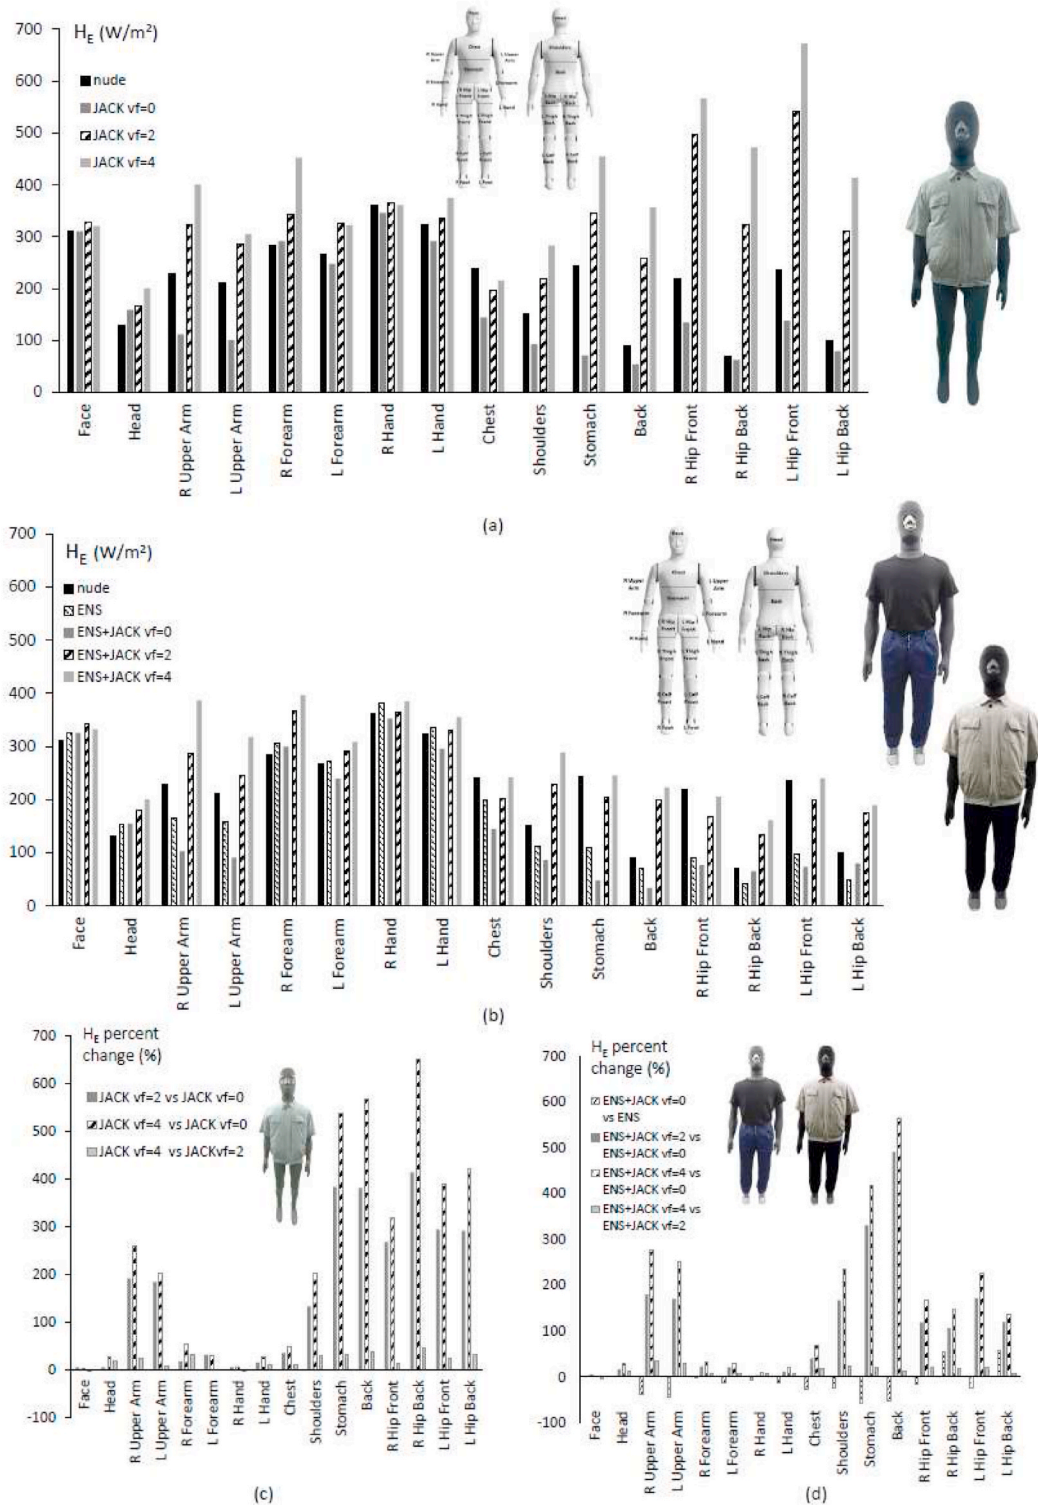 H_E (W/m²)
700
600
500
400
300
200
100
0
nude
JACK vf=0
JACK vf=2
JACK vf=4
Face
Head
R Upper Arm
L Upper Arm
R Forearm
L Forearm
R Hand
L Hand
Chest
Shoulders
Stomach
Back
R Hip Front
R Hip Back
L Hip Front
L Hip Back
(a)
H_E (W/m²)
700
600
500
400
300
200
100
0
nude
ENS
ENS+JACK vf=0
ENS+JACK vf=2
ENS+JACK vf=4
Face
Head
R Upper Arm
L Upper Arm
R Forearm
L Forearm
R Hand
L Hand
Chest
Shoulders
Stomach
Back
R Hip Front
R Hip Back
L Hip Front
L Hip Back
(b)
H_E percent
change (%)
700
600
500
400
300
200
100
0
-100
JACK vf=2 vs JACK vf=0
JACK vf=4 vs JACK vf=0
JACK vf=4 vs JACKvf=2
Face
Head
R Upper Arm
L Upper Arm
R Forearm
L Forearm
R Hand
L Hand
Chest
Shoulders
Stomach
Back
R Hip Front
R Hip Back
L Hip Front
L Hip Back
(c)
H_E percent
change (%)
700
600
500
400
300
200
100
0
-100
ENS+JACK vf=0
vs ENS
ENS+JACK vf=2 vs
ENS+JACK vf=0
ENS+JACK vf=4 vs
ENS+JACK vf=0
ENS+JACK vf=4 vs
ENS+JACK vf=2
Face
Head
R Upper Arm
L Upper Arm
R Forearm
L Forearm
R Hand
L Hand
Chest
Shoulders
Stomach
Back
R Hip Front
R Hip Back
L Hip Front
L Hip Back
(d)